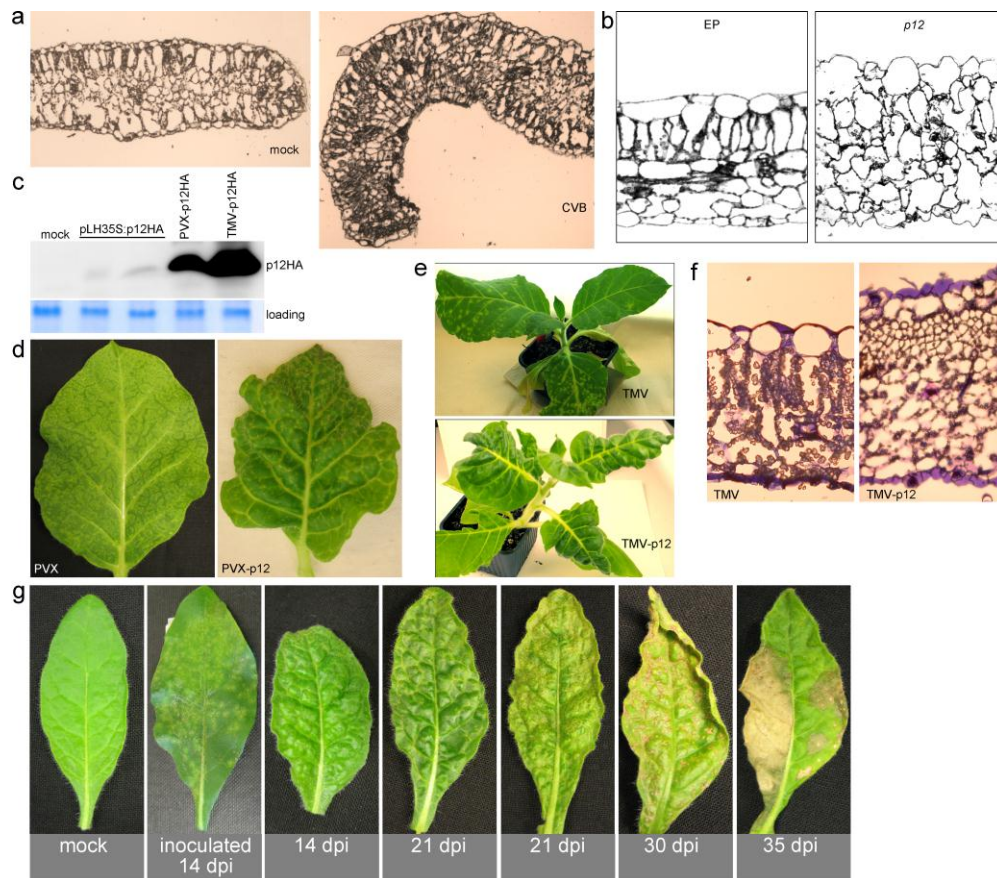 a
mock
CVB
b
EP
p12
c
mock
pLH35S:p12HA
PVX-p12HA
TMV-p12HA
p12HA
loading
d
PVX
PVX-p12
e
TMV
TMV-p12
f
TMV
TMV-p12
g
mock
inoculated
14 dpi
14 dpi
21 dpi
21 dpi
30 dpi
35 dpi